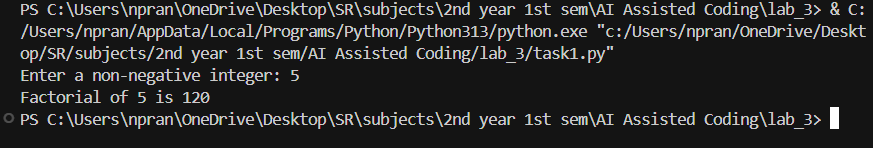 PS C:\Users\npran\OneDrive\Desktop\SR\subjects\2nd year 1st sem\AI Assisted Coding\lab_3> & C:
/Users/npran/AppData/Local/Programs/Python/Python313/python.exe "c:/Users/npran/OneDrive/Deskt
op/SR/subjects/2nd year 1st sem/AI Assisted Coding/lab_3/task1.py"
Enter a non-negative integer: 5
Factorial of 5 is 120
PS C:\Users\npran\OneDrive\Desktop\SR\subjects\2nd year 1st sem\AI Assisted Coding\lab_3>